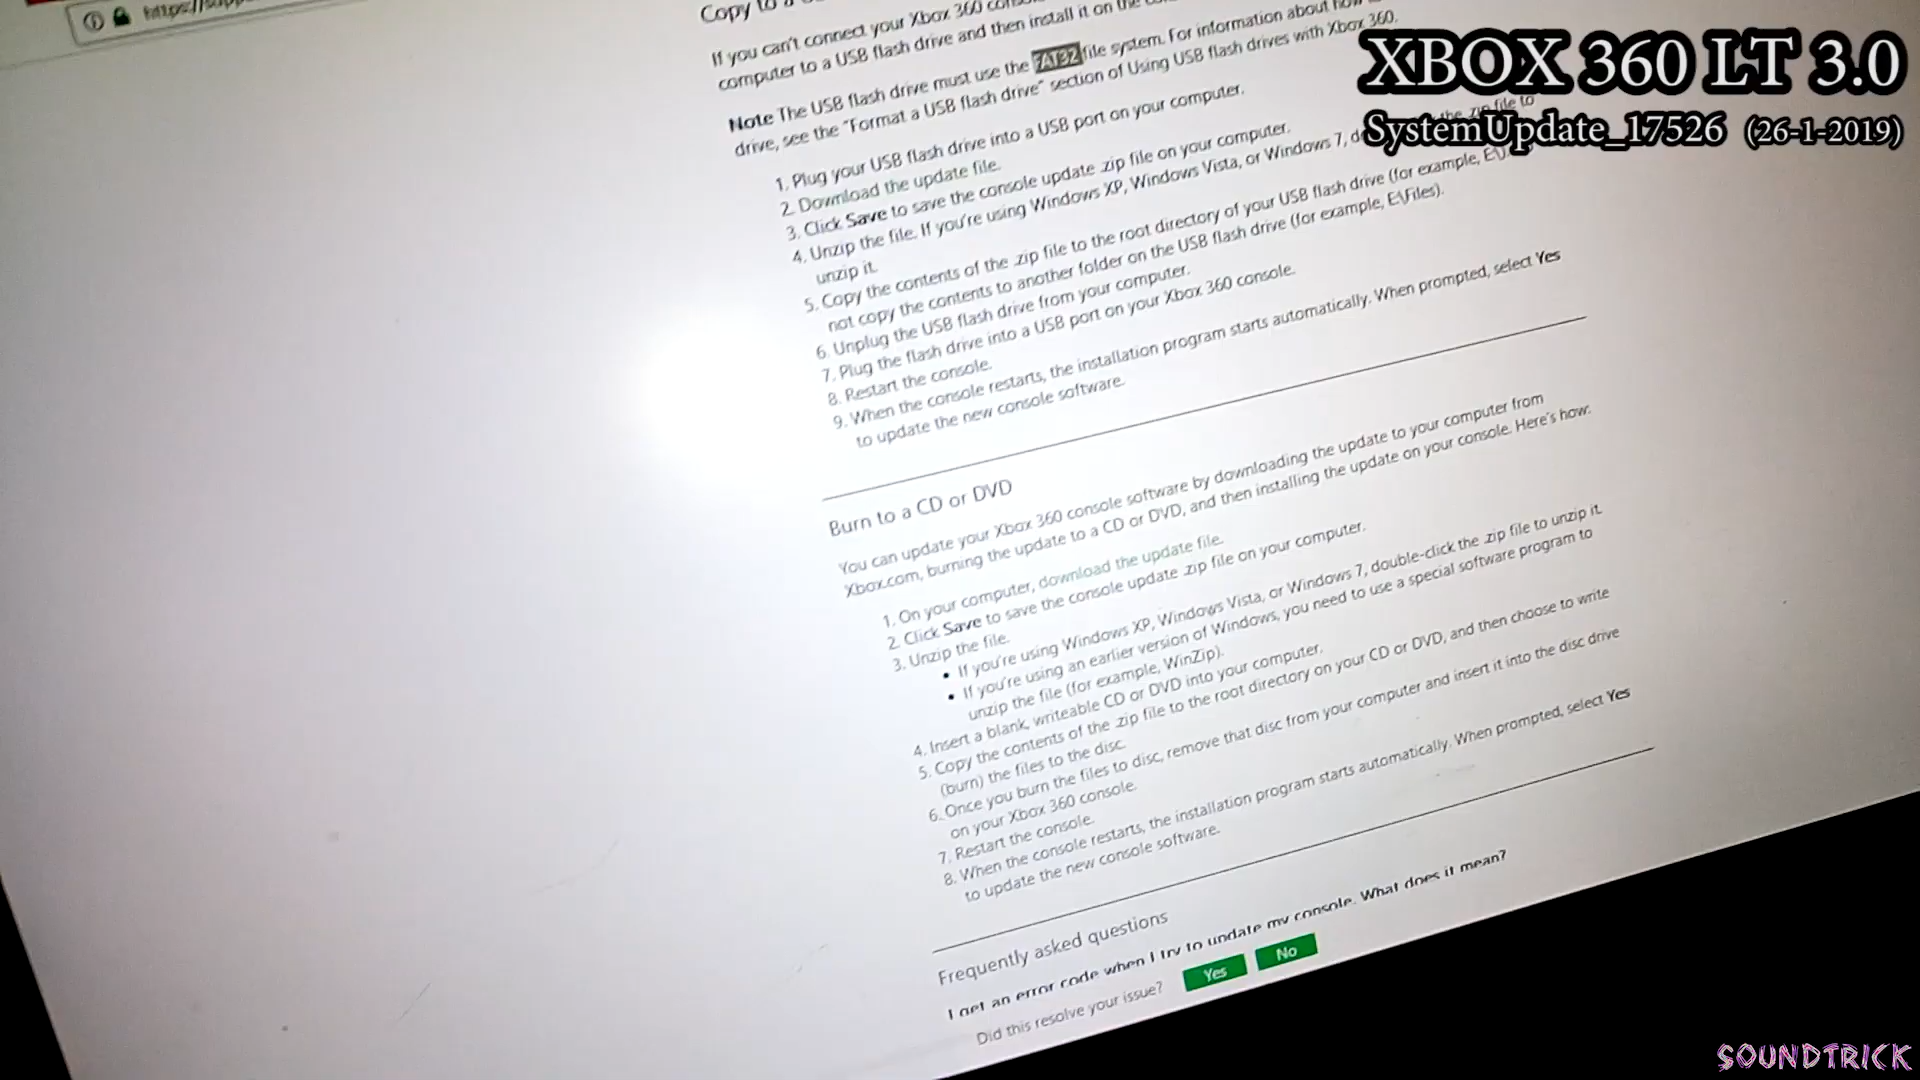 https://supp
Copy to a
If you can't connect your Xbox 360
computer to a USB flash drive and then install it on the
Note The USB flash drive must use the FAT32 file system. For information about how
drive, see the "Format a USB flash drive" section of Using USB flash drives with Xbox 360.
1. Plug your USB flash drive into a USB port on your computer.
2. Download the update file.
3. Click Save to save the console update .zip file on your computer.
4. Unzip the file. If you're using Windows XP, Windows Vista, or Windows 7, the .zip file to
unzip it.
5. Copy the contents of the .zip file to the root directory of your USB flash drive (for example, E:\).
not copy the contents to another folder on the USB flash drive (for example, E:\Files).
6. Unplug the USB flash drive from your computer.
7. Plug the flash drive into a USB port on your Xbox 360 console.
8. Restart the console.
9. When the console restarts, the installation program starts automatically. When prompted, select Yes
to update the new console software.
Burn to a CD or DVD
You can update your Xbox 360 console software by downloading the update to your computer from
Xbox.com, burning the update to a CD or DVD, and then installing the update on your console. Here's how:
1. On your computer, download the update file.
2. Click Save to save the console update .zip file on your computer.
3. Unzip the file.
• If you're using Windows XP, Windows Vista, or Windows 7, double-click the .zip file to unzip it.
• If you're using an earlier version of Windows, you need to use a special software program to
unzip the file (for example, WinZip).
4. Insert a blank, writeable CD or DVD into your computer.
5. Copy the contents of the .zip file to the root directory on your CD or DVD, and then choose to write
(burn) the files to the disc.
6. Once you burn the files to disc, remove that disc from your computer and insert it into the disc drive
on your Xbox 360 console.
7. Restart the console.
8. When the console restarts, the installation program starts automatically. When prompted, select Yes
to update the new console software.
Frequently asked questions
I get an error code when I try to update my console. What does it mean?
Did this resolve your issue? Yes No
XBOX 360 LT 3.0
SystemUpdate_17526 (26-1-2019)
SOUNDTRICK